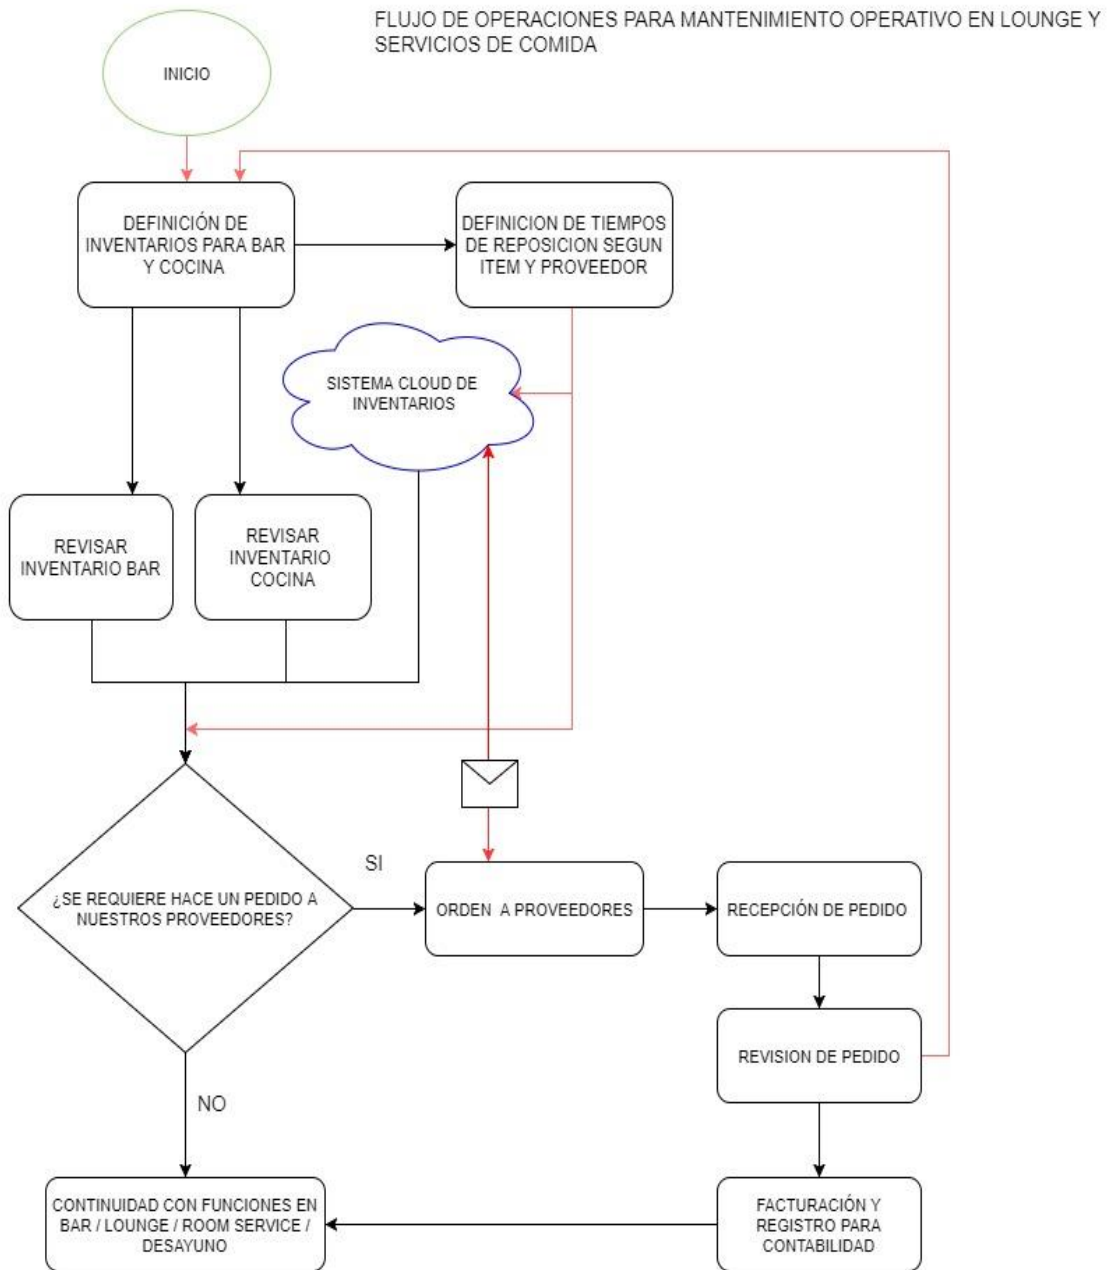 FLUJO DE OPERACIONES PARA MANTENIMIENTO OPERATIVO EN LOUNGE Y
SERVICIOS DE COMIDA
INICIO
DEFINICIÓN DE
INVENTARIOS PARA BAR
Y COCINA
DEFINICION DE TIEMPOS
DE REPOSICION SEGUN
ITEM Y PROVEEDOR
SISTEMA CLOUD DE
INVENTARIOS
REVISAR
INVENTARIO BAR
REVISAR
INVENTARIO
COCINA
¿SE REQUIERE HACE UN PEDIDO A
NUESTROS PROVEEDORES?
SI
ORDEN A PROVEEDORES
RECEPCIÓN DE PEDIDO
REVISION DE PEDIDO
NO
CONTINUIDAD CON FUNCIONES EN
BAR / LOUNGE / ROOM SERVICE /
DESAYUNO
FACTURACIÓN Y
REGISTRO PARA
CONTABILIDAD